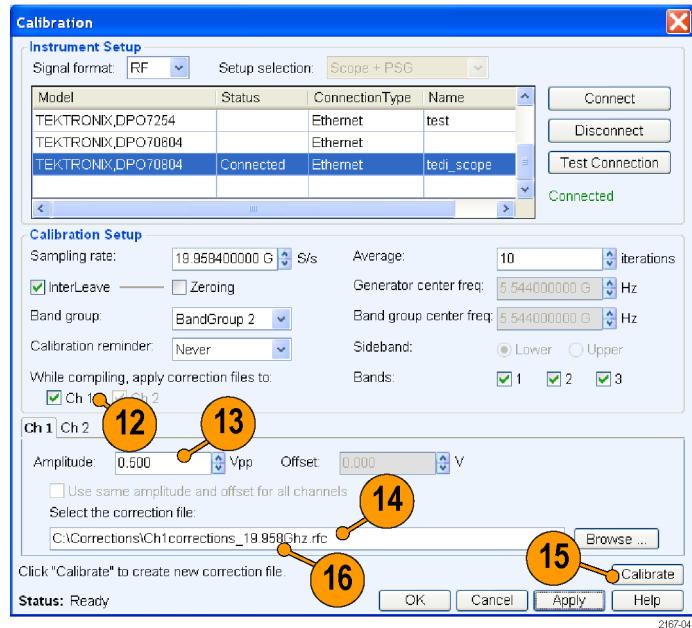 Calibration
Instrument Setup
Signal format: RF Setup selection: Scope + PSG
Model Status ConnectionType Name
TEKTRONIX,DPO7254 Ethernet test
TEKTRONIX,DPO70604 Ethernet
TEKTRONIX,DPO70804 Connected Ethernet tedi_scope
Connect
Disconnect
Test Connection
Connected
Calibration Setup
Sampling rate: 19.958400000 G S/s Average: 10 iterations
InterLeave Zeroing Generator center freq: 5.544000000 G Hz
Band group: BandGroup 2 Band group center freq: 5.544000000 G Hz
Calibration reminder: Never Sideband: Lower Upper
While compiling, apply correction files to: Bands: 1 2 3
Ch 1 Ch 2
12
13
Ch 1 Ch 2
Amplitude: 0.500 Vpp Offset: 0.000 V
Use same amplitude and offset for all channels
14
Select the correction file:
C:\Corrections\Ch1corrections_19.958Ghz.rfc Browse ...
16
15
Click "Calibrate" to create new correction file. Calibrate
Status: Ready OK Cancel Apply Help
2167-04